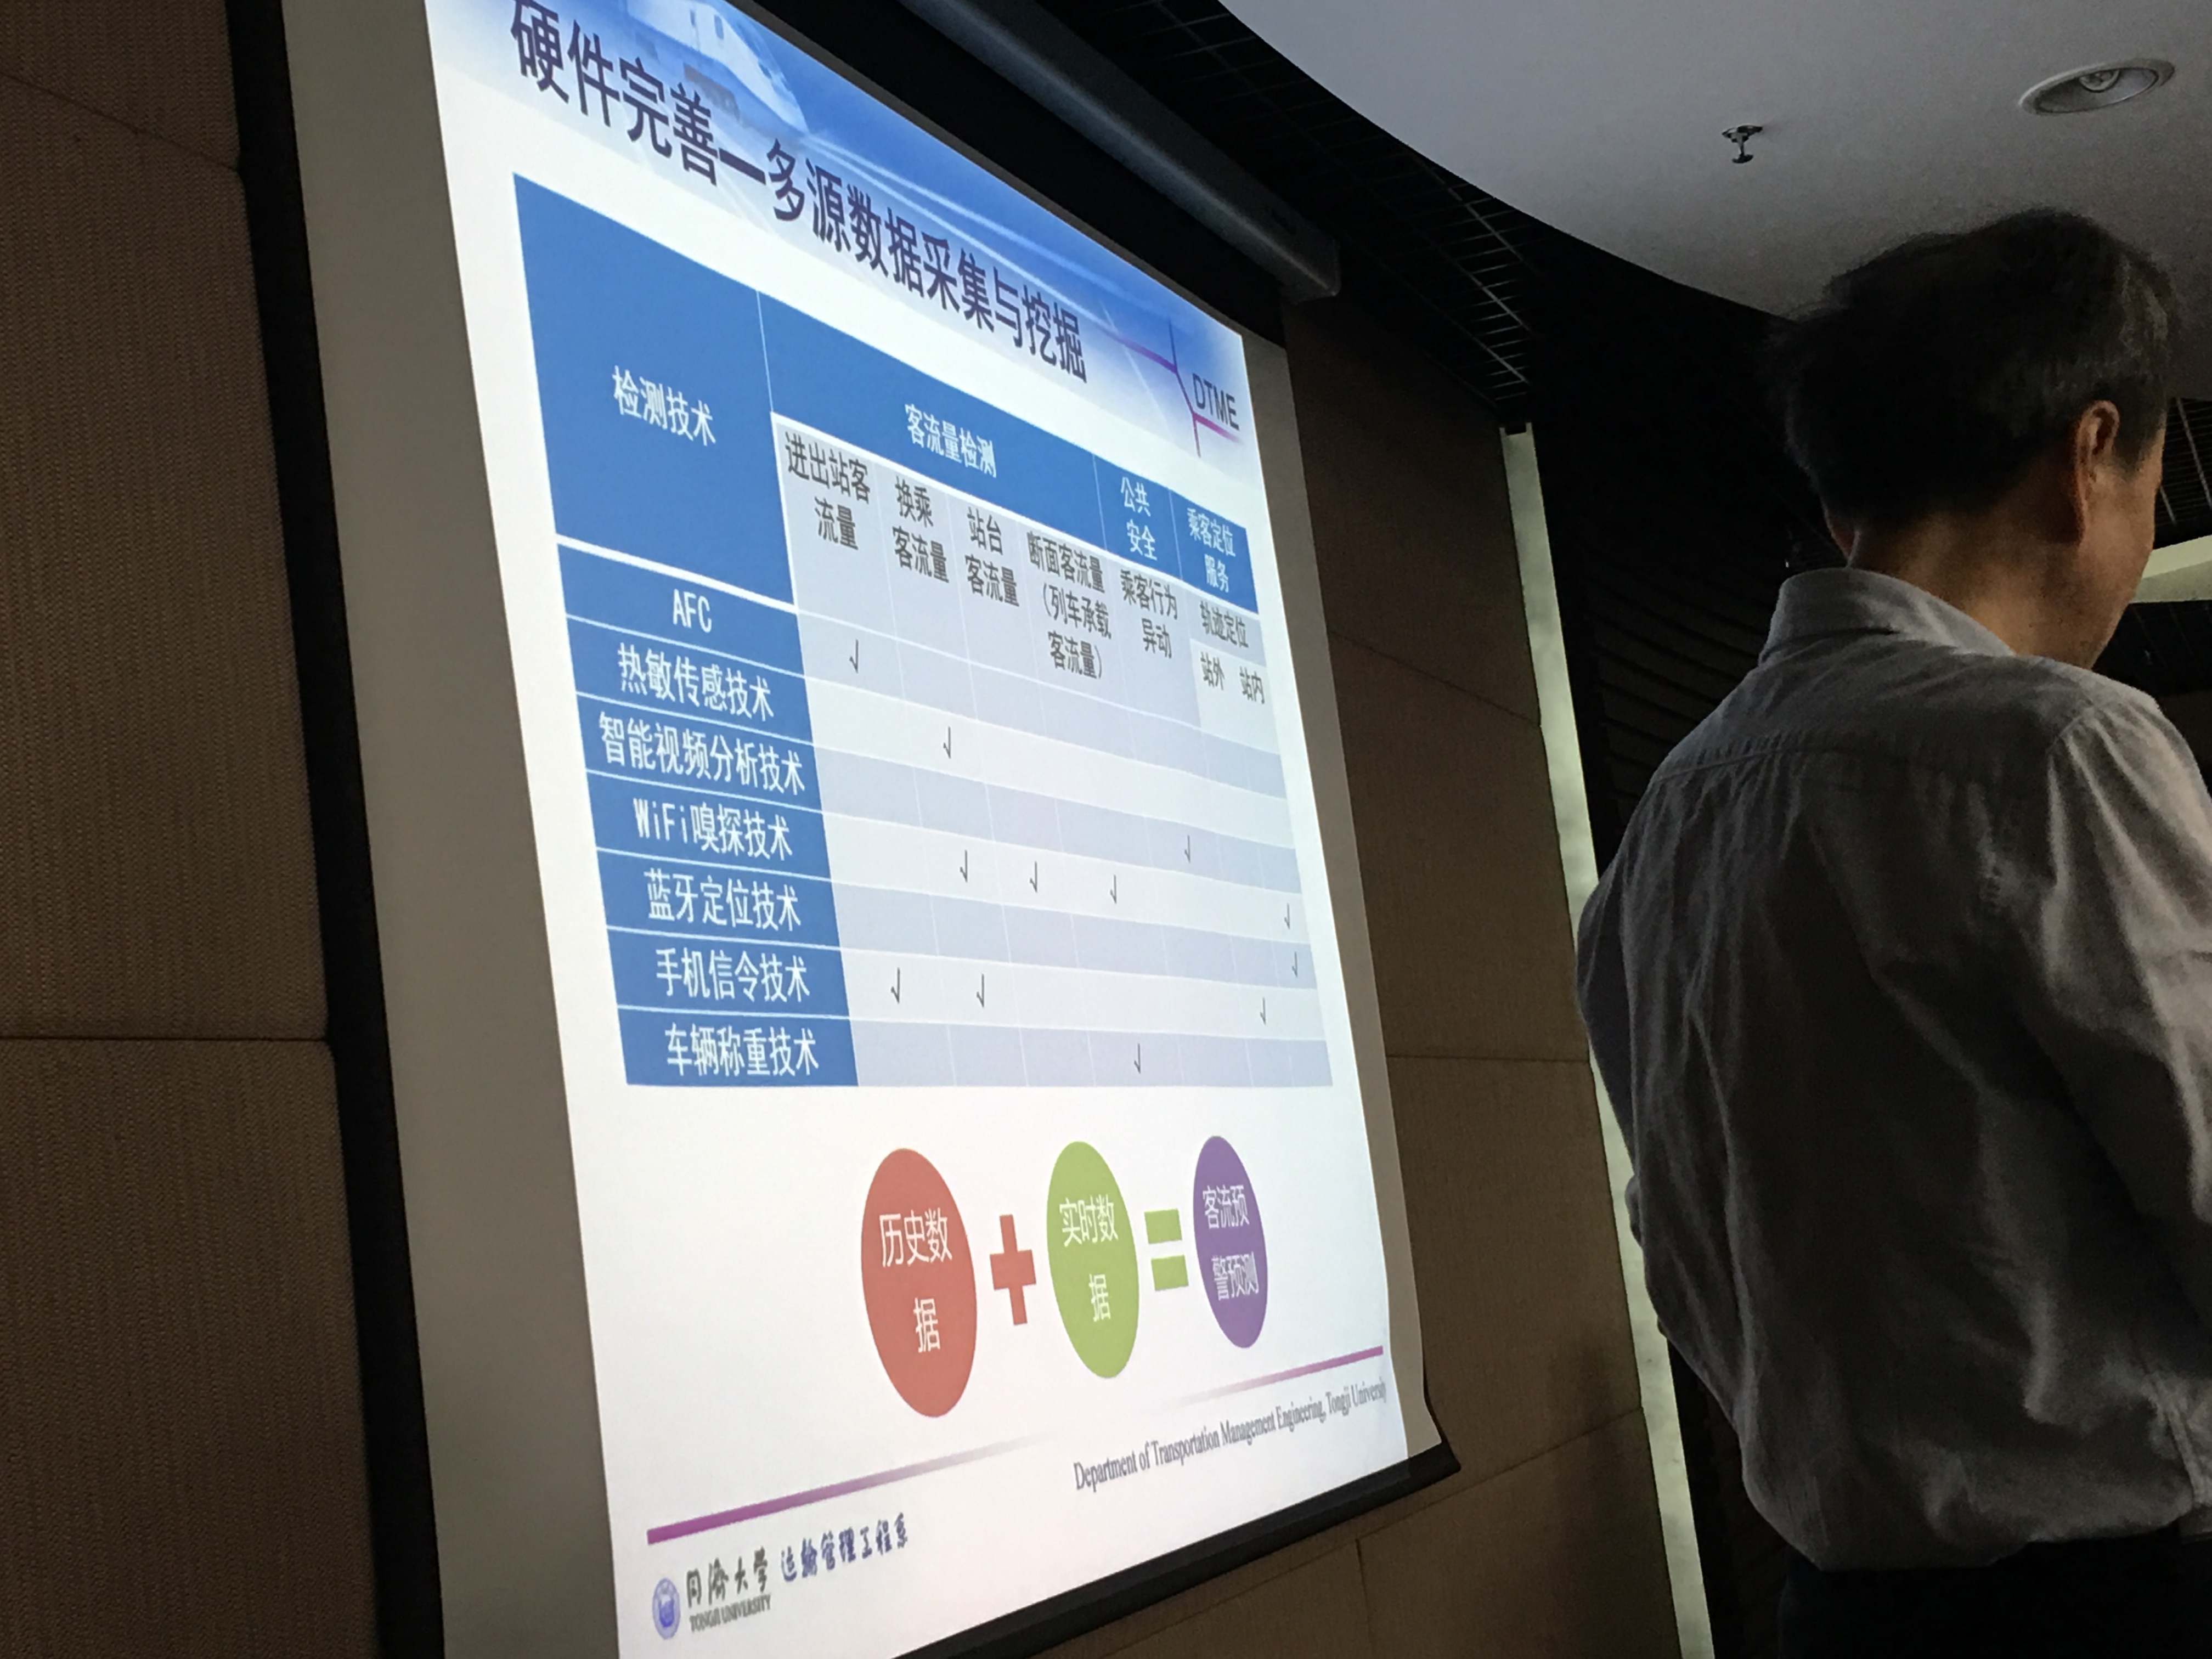 硬件完善—多源数据采集与挖掘
DTME
检测技术
客流量检测
公共
安全
乘客定位
服务
进出站客
流量
换乘
客流量
站台
客流量
断面客流量
（列车承载
客流量）
乘客行为
异动
轨迹定位
站外 站内
AFC
√
热敏传感技术
√
智能视频分析技术
√
WiFi嗅探技术
√ √ √ √
蓝牙定位技术
√
手机信令技术
√ √ √
车辆称重技术
√
历史数
据
+
实时数
据
=
客流预
警预测
Department of Transportation Management Engineering, Tongji University
同濟大学 运输管理工程系
TONGJI UNIVERSITY